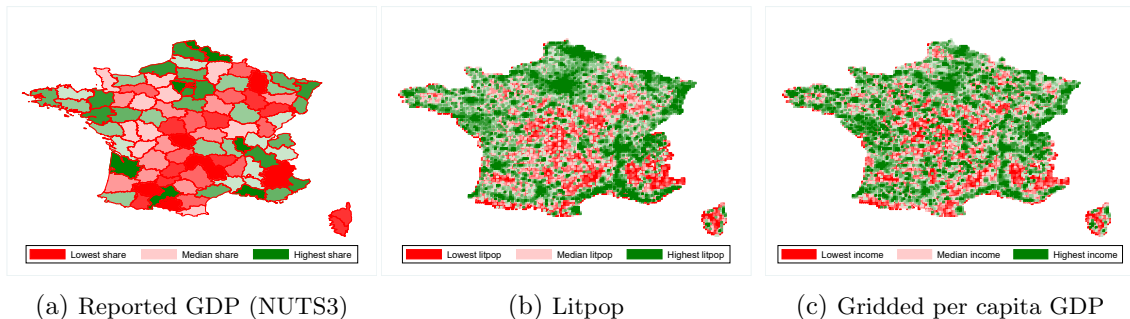 Lowest share Median share Highest share
Lowest litpop Median litpop Highest litpop
Lowest income Median income Highest income
(a) Reported GDP (NUTS3)
(b) Litpop
(c) Gridded per capita GDP